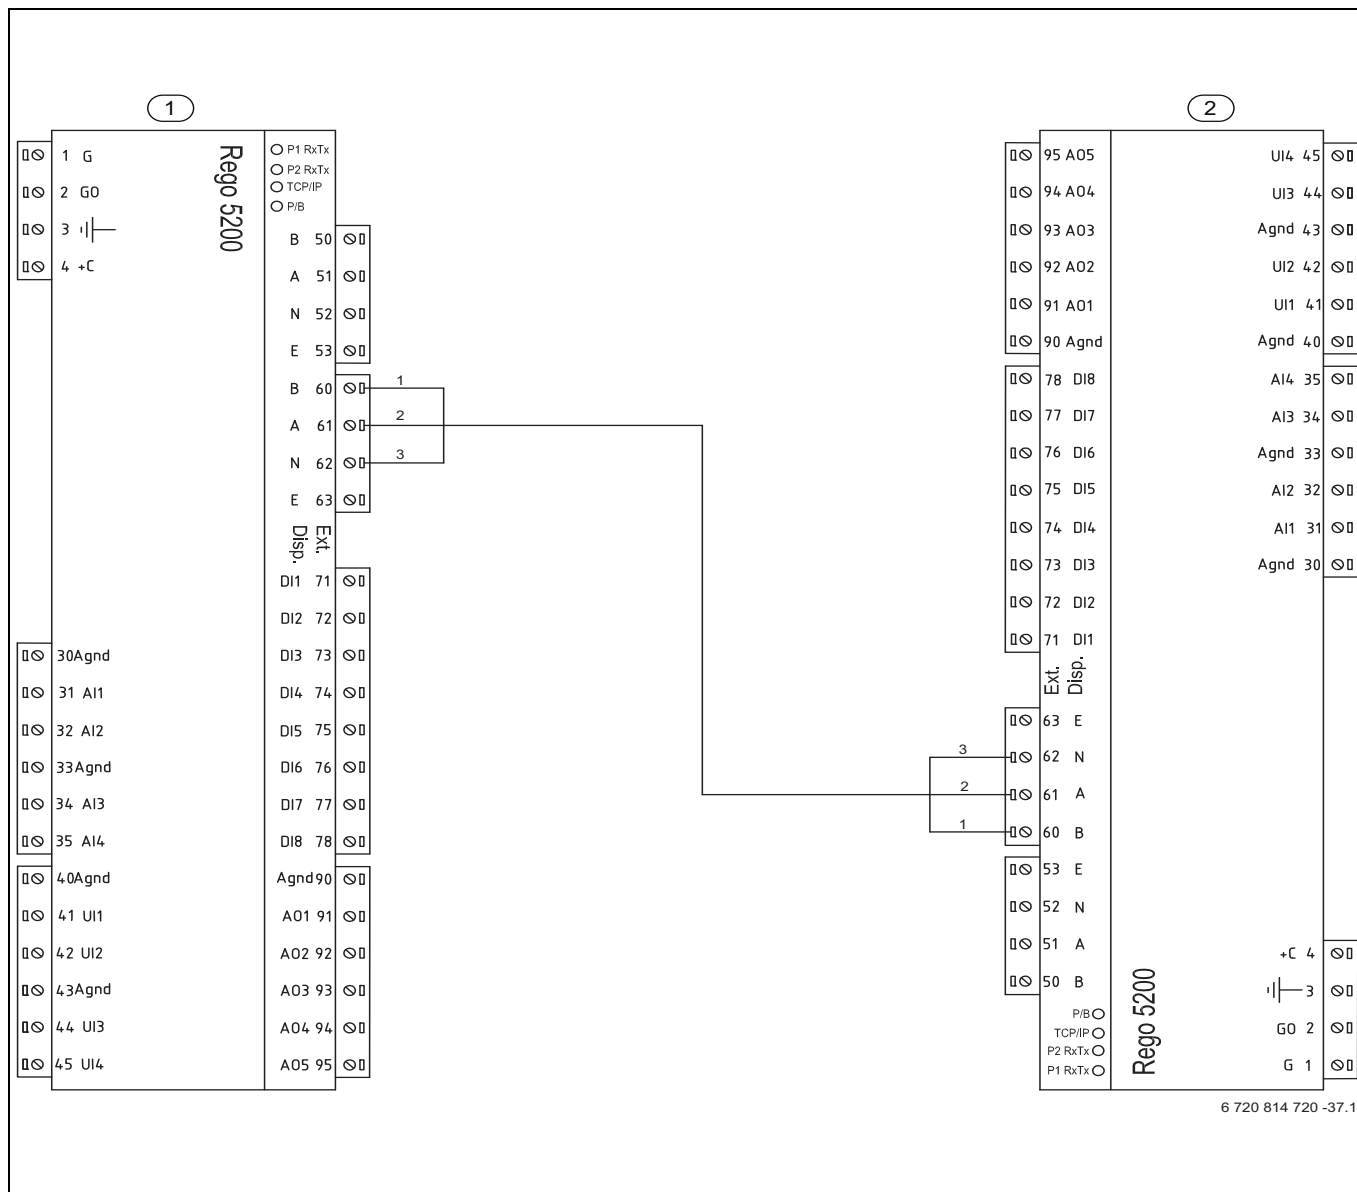 1
1 G
2 G0
3
4 +C
30 Agnd
31 AI1
32 AI2
33 Agnd
34 AI3
35 AI4
40 Agnd
41 UI1
42 UI2
43 Agnd
44 UI3
45 UI4
Rego 5200
P1 RxTx
P2 RxTx
TCP/IP
P/B
B 50
A 51
N 52
E 53
B 60
A 61
N 62
E 63
Ext.
Disp.
DI1 71
DI2 72
DI3 73
DI4 74
DI5 75
DI6 76
DI7 77
DI8 78
Agnd 90
AO1 91
AO2 92
AO3 93
AO4 94
AO5 95
1
2
3
2
95 AO5
94 AO4
93 AO3
92 AO2
91 AO1
90 Agnd
78 DI8
77 DI7
76 DI6
75 DI5
74 DI4
73 DI3
72 DI2
71 DI1
Ext.
Disp.
63 E
62 N
61 A
60 B
53 E
52 N
51 A
50 B
P/B
TCP/IP
P2 RxTx
P1 RxTx
3
2
1
Rego 5200
UI4 45
UI3 44
Agnd 43
UI2 42
UI1 41
Agnd 40
AI4 35
AI3 34
Agnd 33
AI2 32
AI1 31
Agnd 30
+C 4
3
G0 2
G 1
6 720 814 720 -37.1